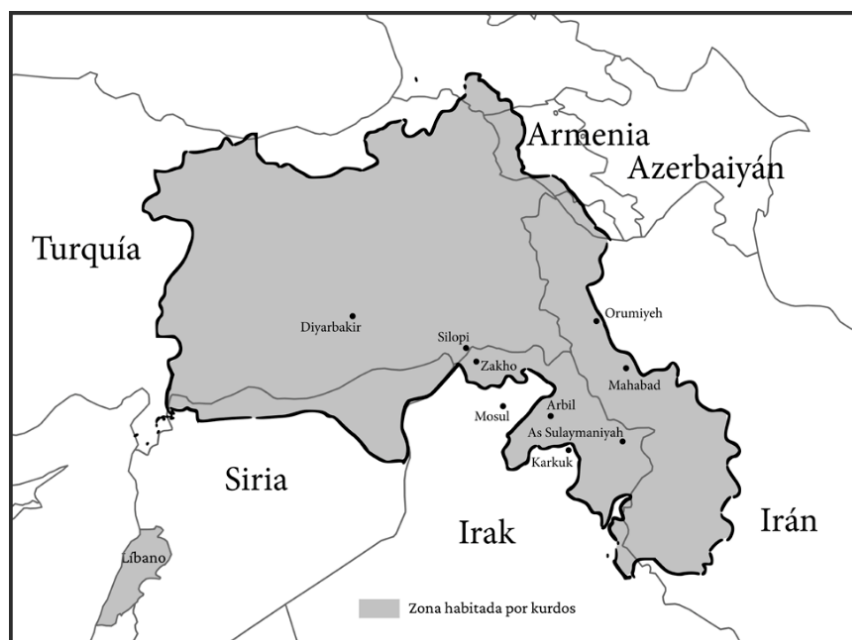 Armenia
Azerbaiyán
Turquía
Orumiyeh
Diyarbakir
Silopi
Zakho
Mahabad
Mosul
Arbil
As Sulaymaniyah
Karkuk
Siria
Irak
Irán
Líbano
Zona habitada por kurdos